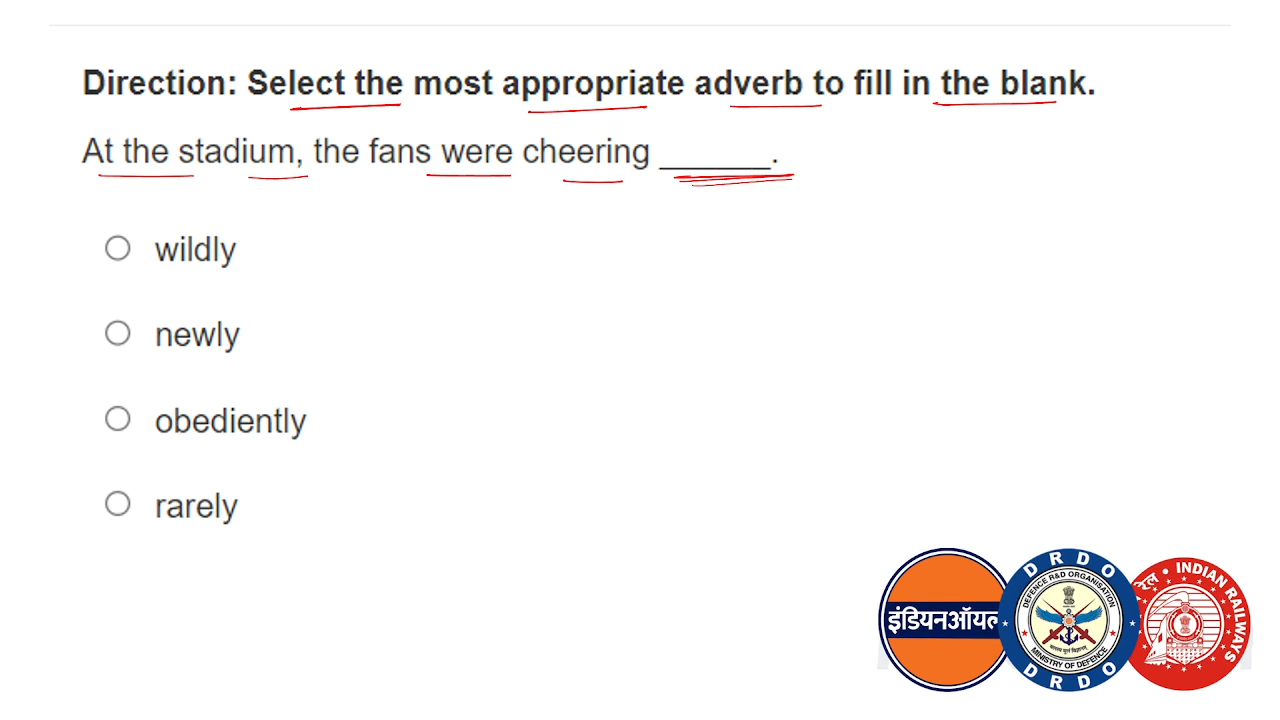 Direction: Select the most appropriate adverb to fill in the blank.
At the stadium, the fans were cheering ______.
wildly
newly
obediently
rarely
इंडियनऑयल
DRDO
DEFENCE R&D ORGANISATION
MINISTRY OF DEFENCE
DRDO
रेल • INDIAN RAILWAYS